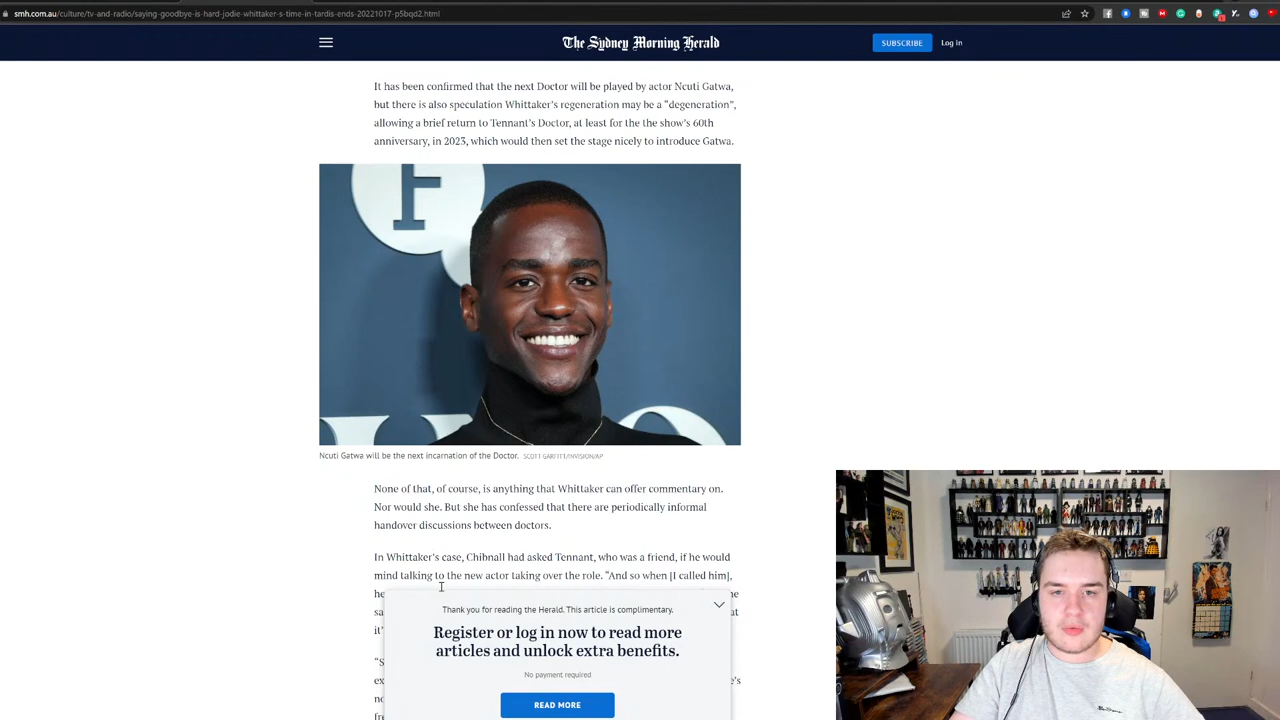 smh.com.au/culture/tv-and-radio/saying-goodbye-is-hard-jodie-whittaker-s-time-in-tardis-ends-20221017-p5bqd2.html
The Sydney Morning Herald
SUBSCRIBE
Log in
It has been confirmed that the next Doctor will be played by actor Ncuti Gatwa,
but there is also speculation Whittaker's regeneration may be a “degeneration”,
allowing a brief return to Tennant's Doctor, at least for the the show's 60th
anniversary, in 2023, which would then set the stage nicely to introduce Gatwa.
F
Ncuti Gatwa will be the next incarnation of the Doctor. SCOTT GARFITT/INVISION/AP
None of that, of course, is anything that Whittaker can offer commentary on.
Nor would she. But she has confessed that there are periodically informal
handover discussions between doctors.
In Whittaker's case, Chibnall had asked Tennant, who was a friend, if he would
mind talking to the new actor taking over the role. “And so when [I called him],
Thank you for reading the Herald. This article is complimentary.
Register or log in now to read more
articles and unlock extra benefits.
No payment required
READ MORE